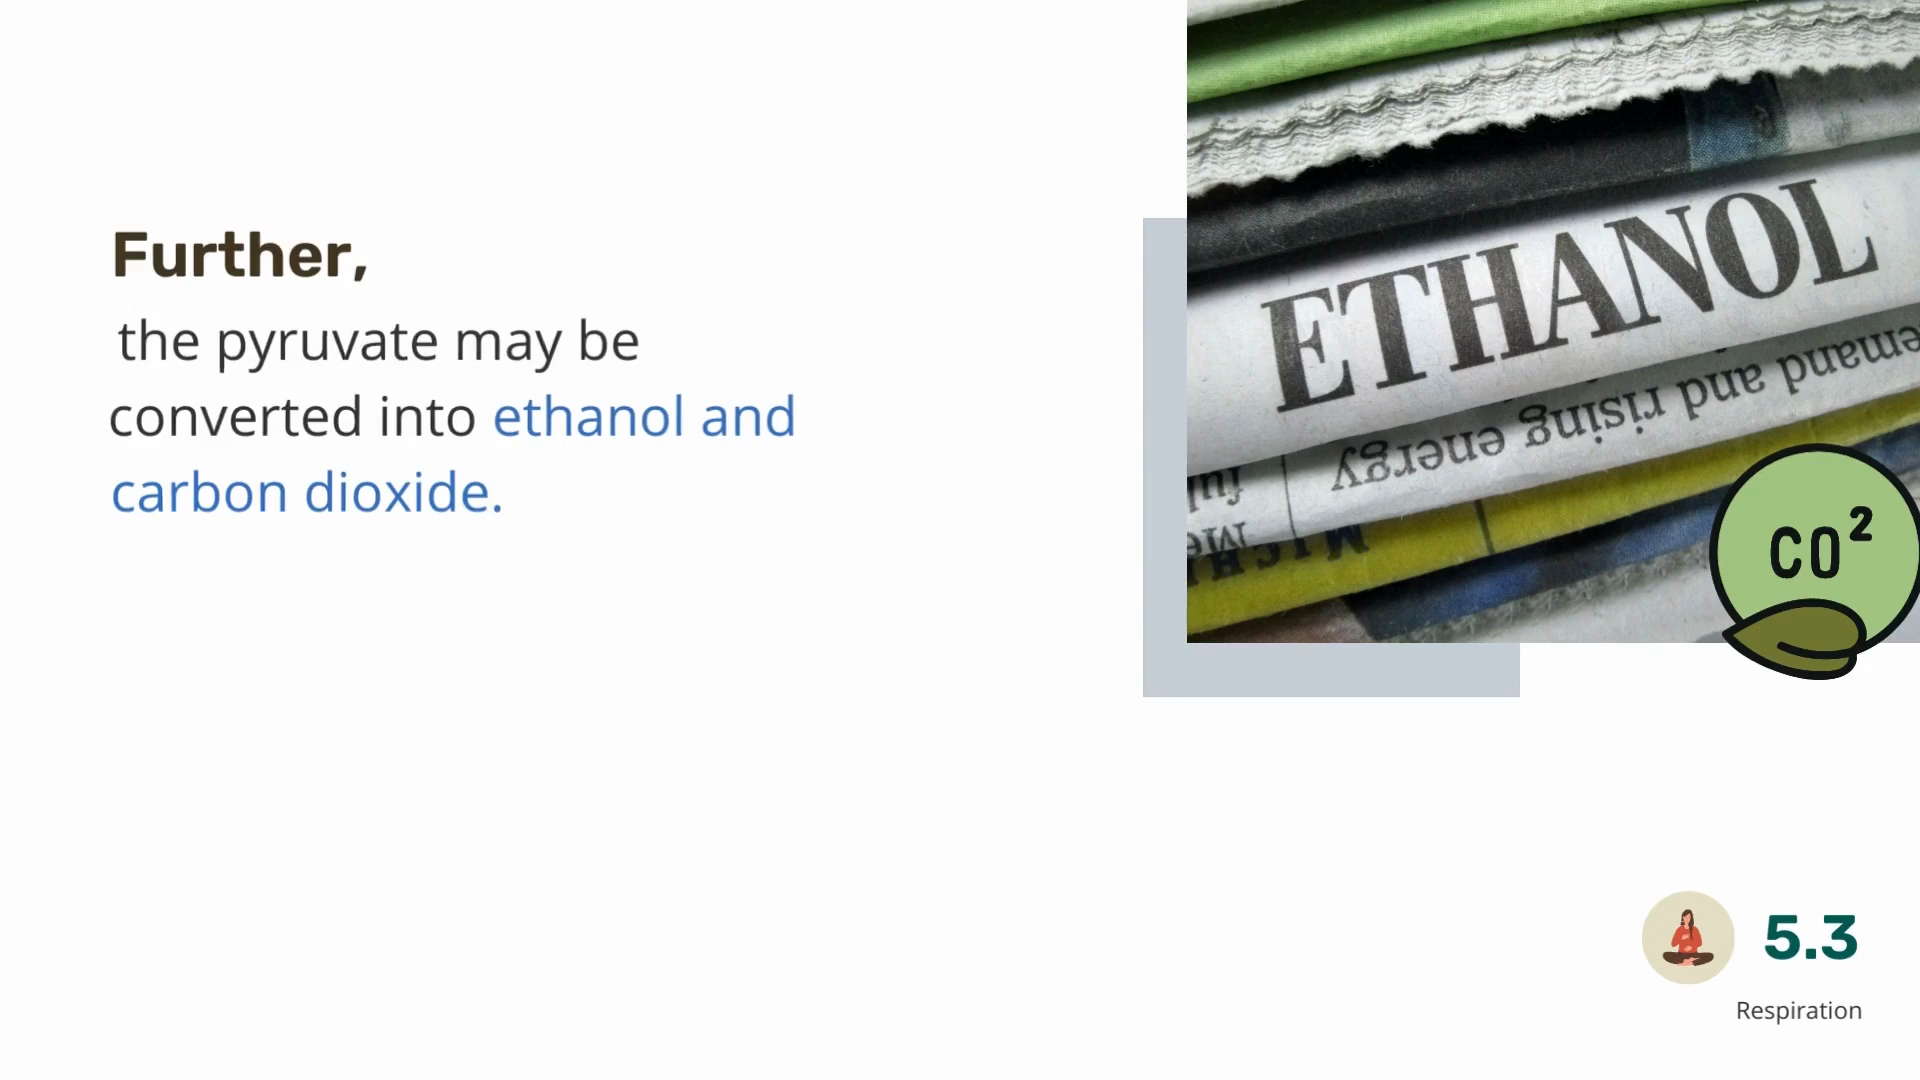 Further,
the pyruvate may be
converted into ethanol and
carbon dioxide.
ETHANOL
emand and rising energy
CO²
5.3
Respiration